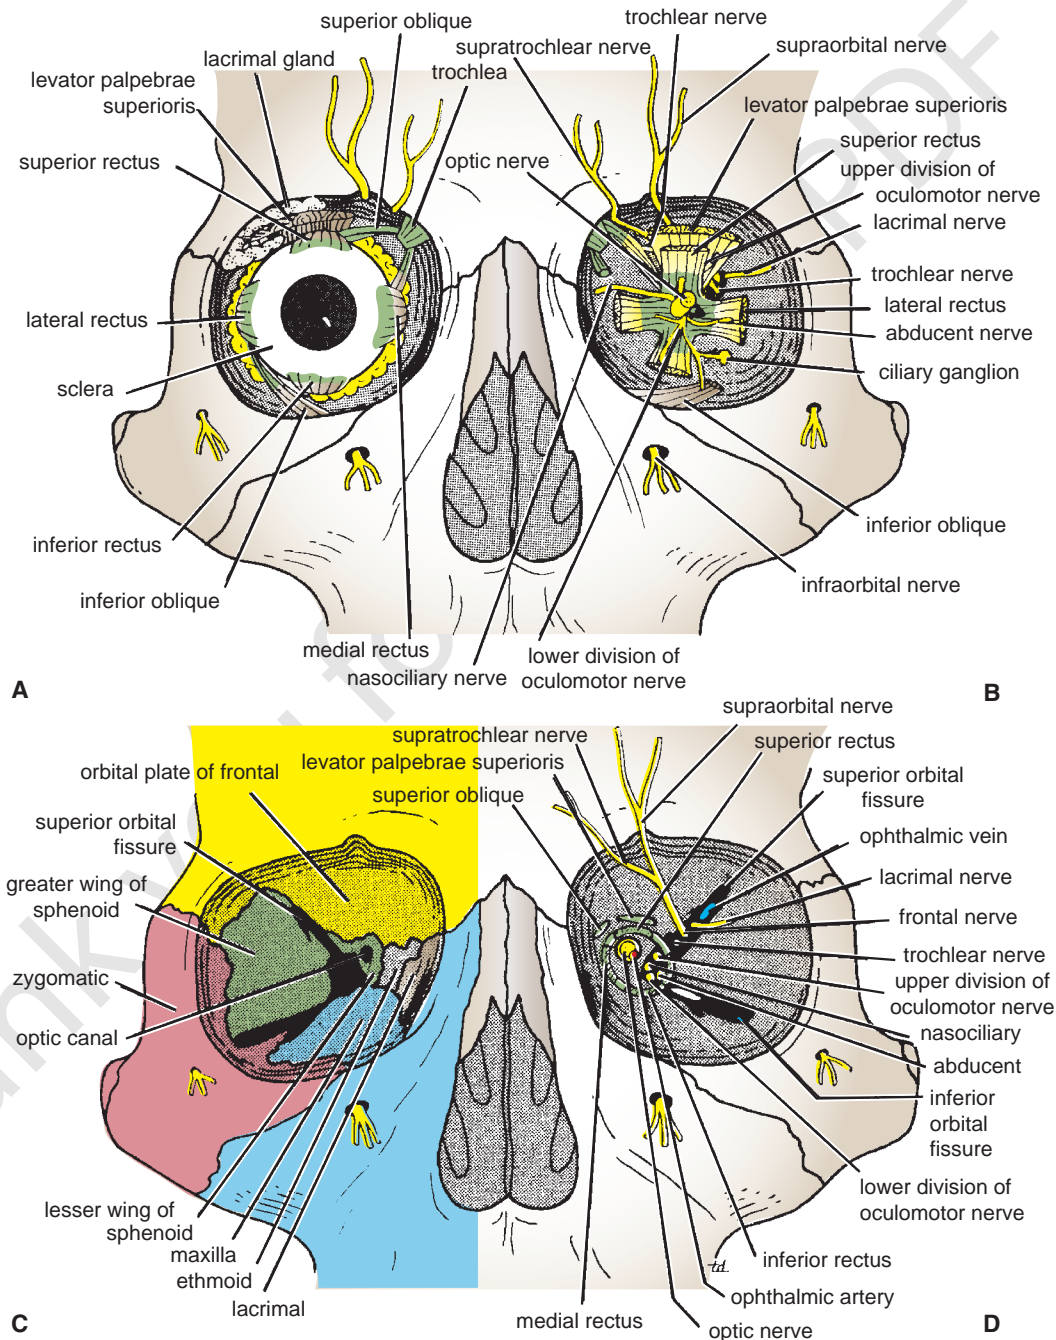 superior oblique
trochlear nerve
supratrochlear nerve
supraorbital nerve
lacrimal gland
trochlea
levator palpebrae
superioris
levator palpebrae superioris
superior rectus
optic nerve
superior rectus
upper division of
oculomotor nerve
lacrimal nerve
trochlear nerve
lateral rectus
lateral rectus
abducent nerve
sclera
ciliary ganglion
inferior rectus
inferior oblique
inferior oblique
infraorbital nerve
medial rectus
nasociliary nerve
lower division of
oculomotor nerve
A
B
supraorbital nerve
supratrochlear nerve
superior rectus
levator palpebrae superioris
orbital plate of frontal
superior orbital
fissure
superior oblique
superior orbital
fissure
ophthalmic vein
greater wing of
sphenoid
lacrimal nerve
frontal nerve
trochlear nerve
zygomatic
upper division of
oculomotor nerve
nasociliary
optic canal
abducent
inferior
orbital
fissure
lesser wing of
sphenoid
maxilla
ethmoid
lacrimal
lower division of
oculomotor nerve
inferior rectus
td
ophthalmic artery
medial rectus
optic nerve
C
D
PDF